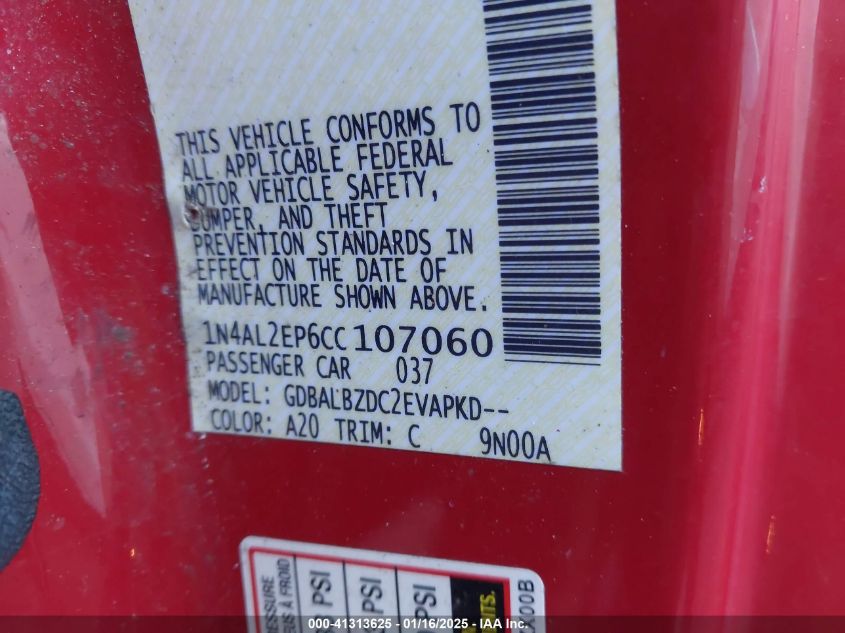 THIS VEHICLE CONFORMS TO
ALL APPLICABLE FEDERAL
MOTOR VEHICLE SAFETY,
BUMPER, AND THEFT
PREVENTION STANDARDS IN
EFFECT ON THE DATE OF
MANUFACTURE SHOWN ABOVE.
1N4AL2EP6CC107060
PASSENGER CAR 037
MODEL: GDBALBZDC2EVAPKD--
COLOR: A20 TRIM: C 9N00A
À FROID
PSI
PSI
PSI
000-41313625 - 01/16/2025 - IAA Inc.